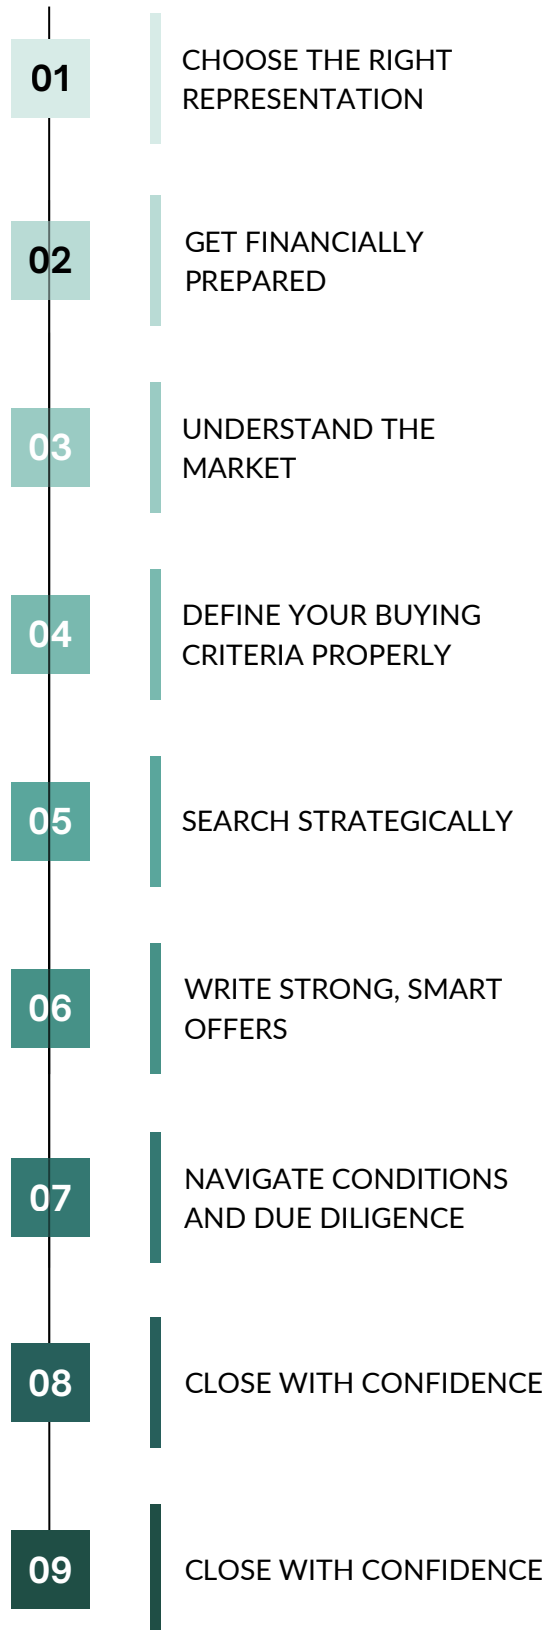 01
CHOOSE THE RIGHT
REPRESENTATION
02
GET FINANCIALLY
PREPARED
03
UNDERSTAND THE
MARKET
04
DEFINE YOUR BUYING
CRITERIA PROPERLY
05
SEARCH STRATEGICALLY
06
WRITE STRONG, SMART
OFFERS
07
NAVIGATE CONDITIONS
AND DUE DILIGENCE
08
CLOSE WITH CONFIDENCE
09
CLOSE WITH CONFIDENCE